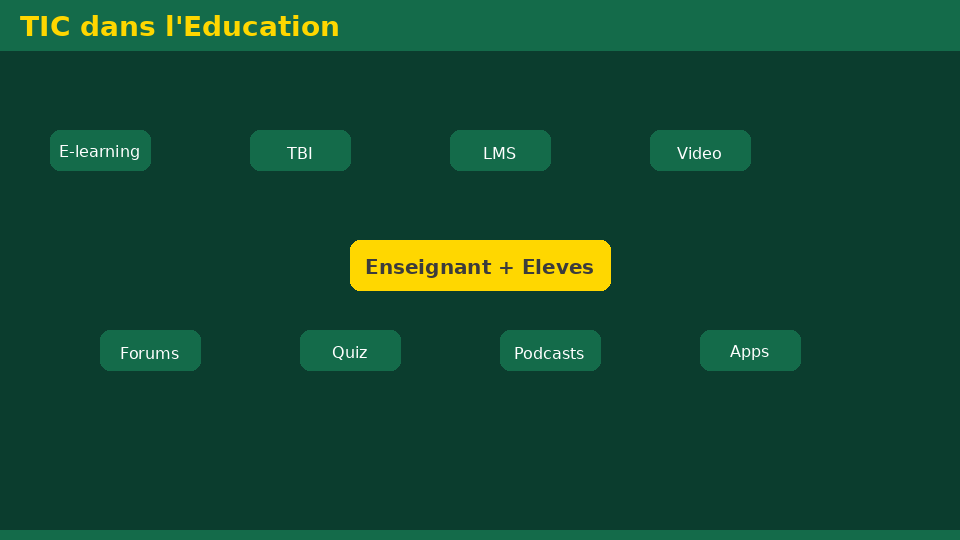 TIC dans l'Education
E-learning
TBI
LMS
Video
Enseignant + Eleves
Forums
Quiz
Podcasts
Apps